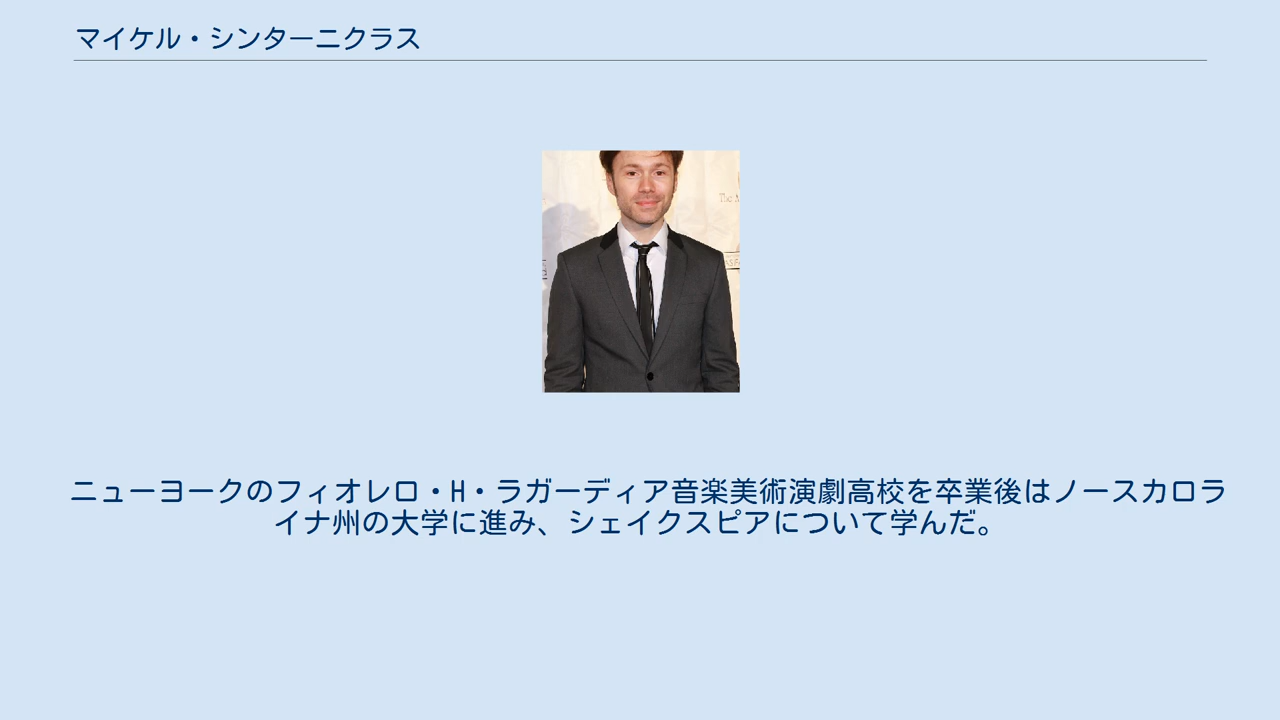 マイケル・シンターニクラス
ニューヨークのフィオレロ・H・ラガーディア音楽美術演劇高校を卒業後はノースカロラ
イナ州の大学に進み、シェイクスピアについて学んだ。